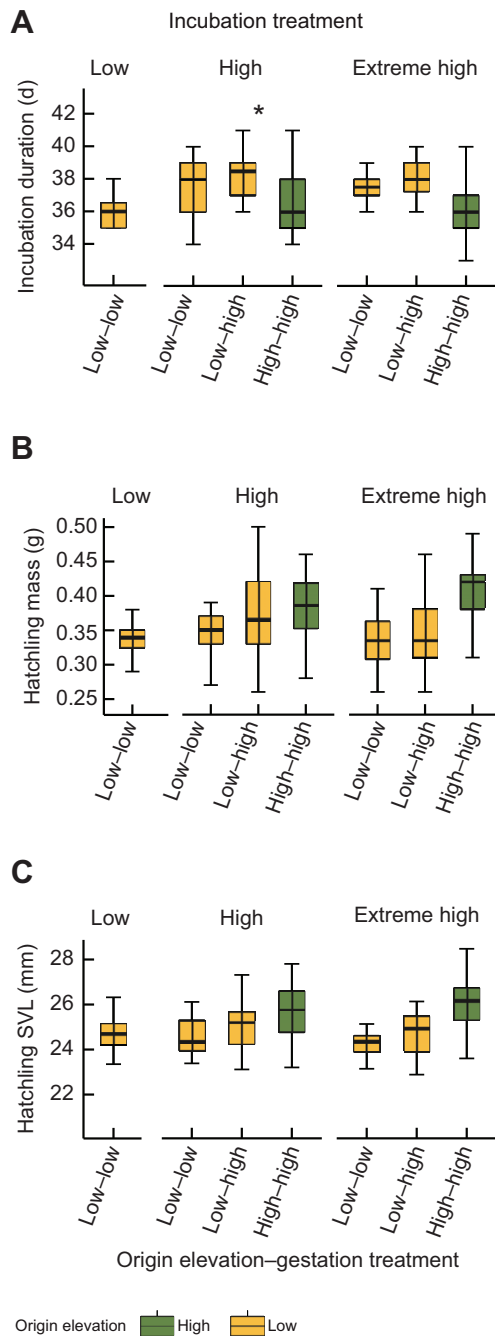 A
Incubation treatment
Low High Extreme high
Incubation duration (d)
42
40
38
36
34
*
Low–low Low–high High–high Low–low Low–low Low–high High–high
B
Low High Extreme high
Hatchling mass (g)
0.50
0.45
0.40
0.35
0.30
0.25
Low–low Low–low Low–high High–high Low–low Low–high High–high
C
Low High Extreme high
Hatchling SVL (mm)
28
26
24
22
Low–low Low–low Low–high High–high Low–low Low–high High–high
Origin elevation–gestation treatment
Origin elevation High Low